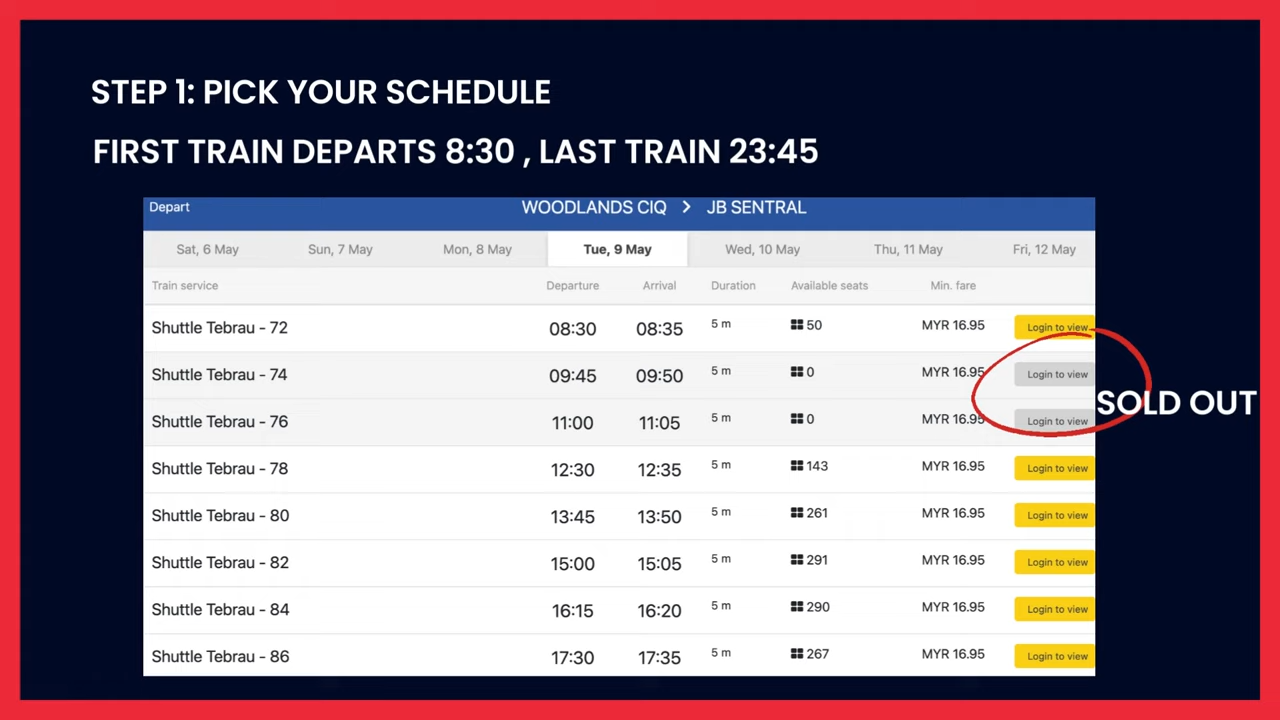 STEP 1: PICK YOUR SCHEDULE
FIRST TRAIN DEPARTS 8:30 , LAST TRAIN 23:45
Depart WOODLANDS CIQ > JB SENTRAL
Sat, 6 May Sun, 7 May Mon, 8 May Tue, 9 May Wed, 10 May Thu, 11 May Fri, 12 May
Train service Departure Arrival Duration Available seats Min. fare
Shuttle Tebrau - 72 08:30 08:35 5 m 50 MYR 16.95 Login to view
Shuttle Tebrau - 74 09:45 09:50 5 m 0 MYR 16.95 Login to view
SOLD OUT
Shuttle Tebrau - 76 11:00 11:05 5 m 0 MYR 16.95 Login to view
Shuttle Tebrau - 78 12:30 12:35 5 m 143 MYR 16.95 Login to view
Shuttle Tebrau - 80 13:45 13:50 5 m 261 MYR 16.95 Login to view
Shuttle Tebrau - 82 15:00 15:05 5 m 291 MYR 16.95 Login to view
Shuttle Tebrau - 84 16:15 16:20 5 m 290 MYR 16.95 Login to view
Shuttle Tebrau - 86 17:30 17:35 5 m 267 MYR 16.95 Login to view